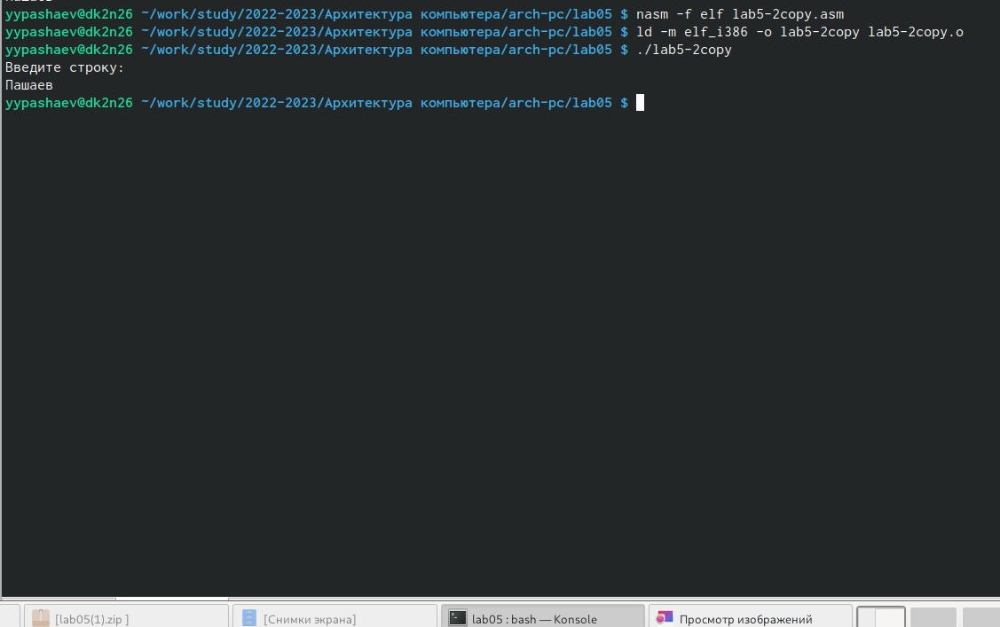 yypashaev@dk2n26 ~/work/study/2022-2023/Архитектура компьютера/arch-pc/lab05 $ nasm -f elf lab5-2copy.asm
yypashaev@dk2n26 ~/work/study/2022-2023/Архитектура компьютера/arch-pc/lab05 $ ld -m elf_i386 -o lab5-2copy lab5-2copy.o
yypashaev@dk2n26 ~/work/study/2022-2023/Архитектура компьютера/arch-pc/lab05 $ ./lab5-2copy
Введите строку:
Пашаев
yypashaev@dk2n26 ~/work/study/2022-2023/Архитектура компьютера/arch-pc/lab05 $
[lab05(1).zip ] [Снимки экрана] lab05 : bash — Konsole Просмотр изображений